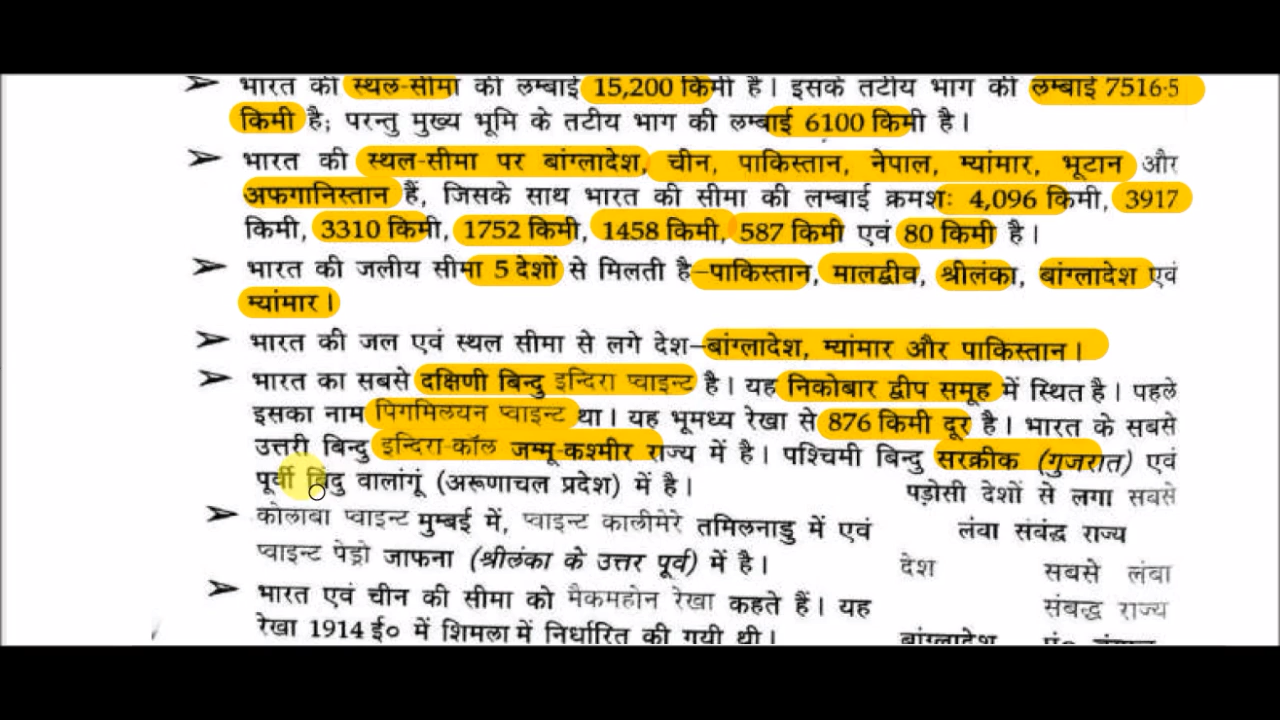 ➢ भारत की स्थल-सीमा की लम्बाई 15,200 किमी है। इसके तटीय भाग की लम्बाई 7516·5
किमी है; परन्तु मुख्य भूमि के तटीय भाग की लम्बाई 6100 किमी है।
➢ भारत की स्थल-सीमा पर बांग्लादेश, चीन, पाकिस्तान, नेपाल, म्यांमार, भूटान और
अफगानिस्तान हैं, जिसके साथ भारत की सीमा की लम्बाई क्रमशः 4,096 किमी, 3917
किमी, 3310 किमी, 1752 किमी, 1458 किमी, 587 किमी एवं 80 किमी है।
➢ भारत की जलीय सीमा 5 देशों से मिलती है–पाकिस्तान, मालद्वीव, श्रीलंका, बांग्लादेश एवं
म्यांमार।
➢ भारत की जल एवं स्थल सीमा से लगे देश–बांग्लादेश, म्यांमार और पाकिस्तान।
➢ भारत का सबसे दक्षिणी बिन्दु इन्दिरा प्वाइन्ट है। यह निकोबार द्वीप समूह में स्थित है। पहले
इसका नाम पिगमिलयन प्वाइन्ट था। यह भूमध्य रेखा से 876 किमी दूर है। भारत के सबसे
उत्तरी बिन्दु इन्दिरा-कॉल जम्मू-कश्मीर राज्य में है। पश्चिमी बिन्दु सरक्रीक (गुजरात) एवं
पूर्वी बिंदु वालांगूं (अरूणाचल प्रदेश) में है।
➢ कोलाबा प्वाइन्ट मुम्बई में, प्वाइन्ट कालीमेरे तमिलनाडु में एवं
प्वाइन्ट पेड्रो जाफना (श्रीलंका के उत्तर पूर्व) में है।
➢ भारत एवं चीन की सीमा को मैकमहोन रेखा कहते हैं। यह
रेखा 1914 ई० में शिमला में निर्धारित की गयी थी।
पड़ोसी देशों से लगा सबसे
लंवा संबंद्ध राज्य
देश सबसे लंबा
संबद्ध राज्य
बांग्लादेश